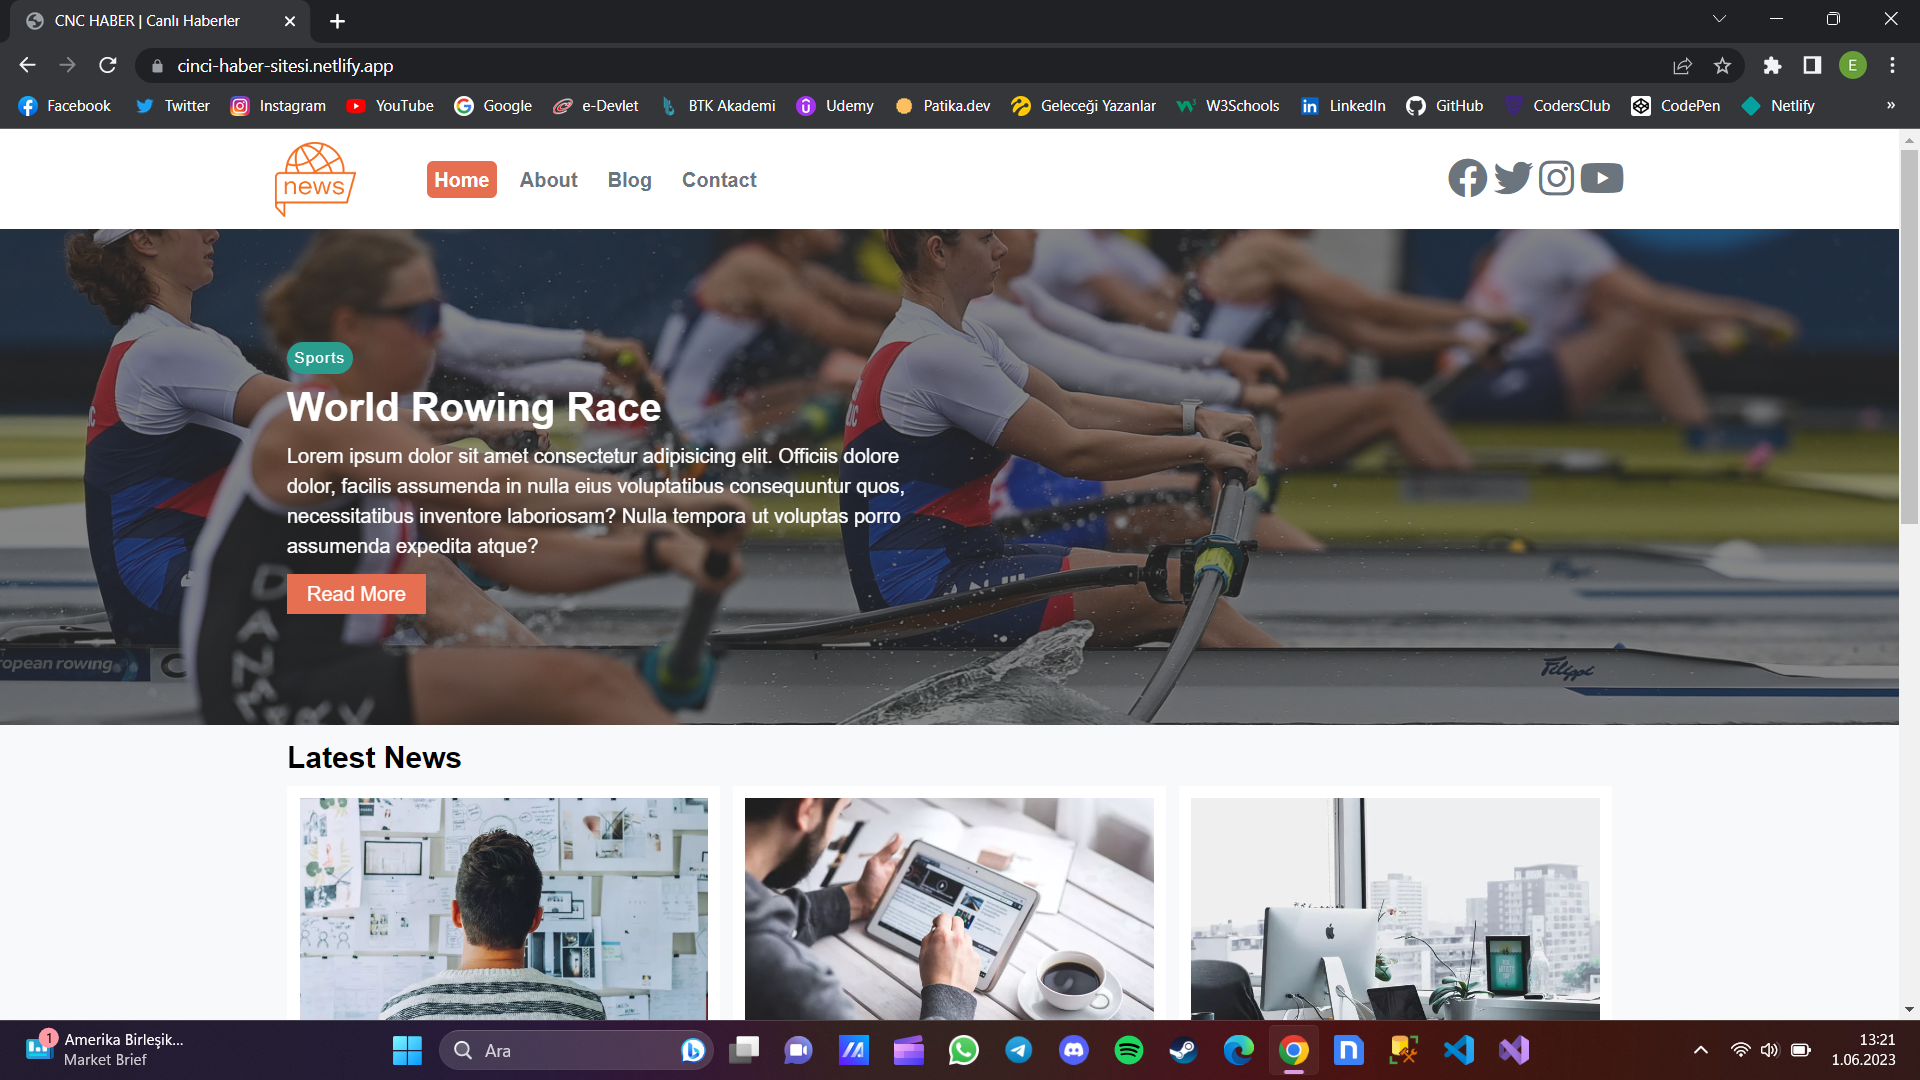 CNC HABER | Canlı Haberler
cinci-haber-sitesi.netlify.app
E
Facebook Twitter Instagram YouTube Google e-Devlet BTK Akademi Udemy Patika.dev Geleceği Yazanlar W3Schools LinkedIn GitHub CodersClub CodePen Netlify »
news
Home About Blog Contact
Sports
World Rowing Race
Lorem ipsum dolor sit amet consectetur adipisicing elit. Officiis dolore
dolor, facilis assumenda in nulla eius voluptatibus consequuntur quos,
necessitatibus inventore laboriosam? Nulla tempora ut voluptas porro
assumenda expedita atque?
Read More
DANMARK
ropean rowing
Filippi
Latest News
1
Amerika Birleşik...
Market Brief
Ara
13:21
1.06.2023